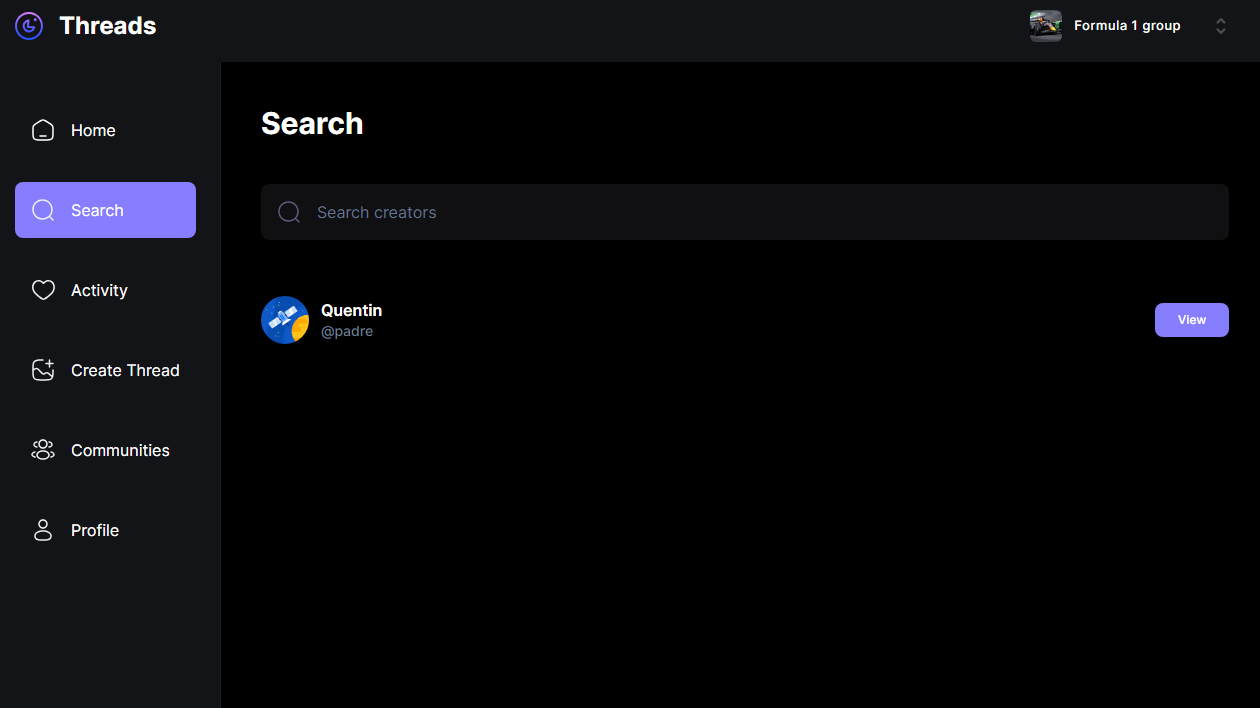 Threads
Formula 1 group
Home
Search
Activity
Create Thread
Communities
Profile
Search
Search creators
Quentin
@padre
View